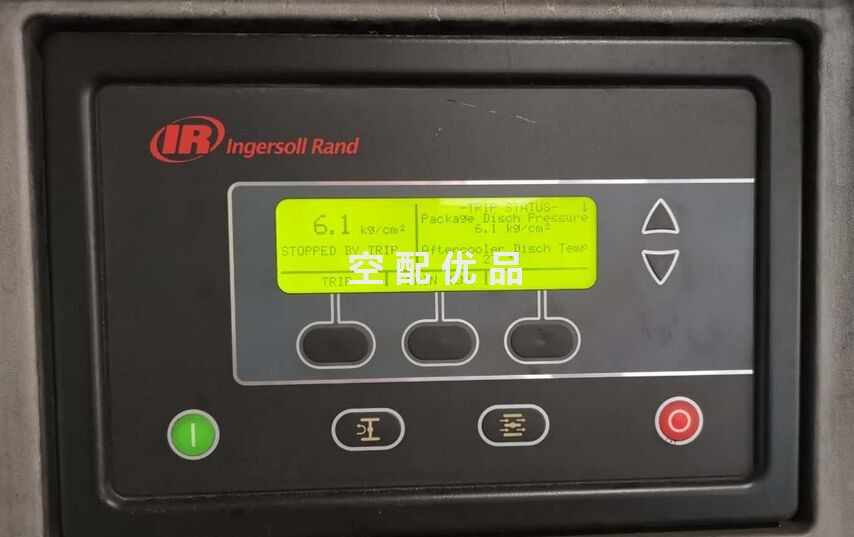 IR Ingersoll Rand
6.1 kg/cm²
STOPPED BY TRIP
-TRIP STATUS- ↓
Package Disch Pressure
6.1 kg/cm²
Aftercooler Disch Temp
空配优品
TRIP